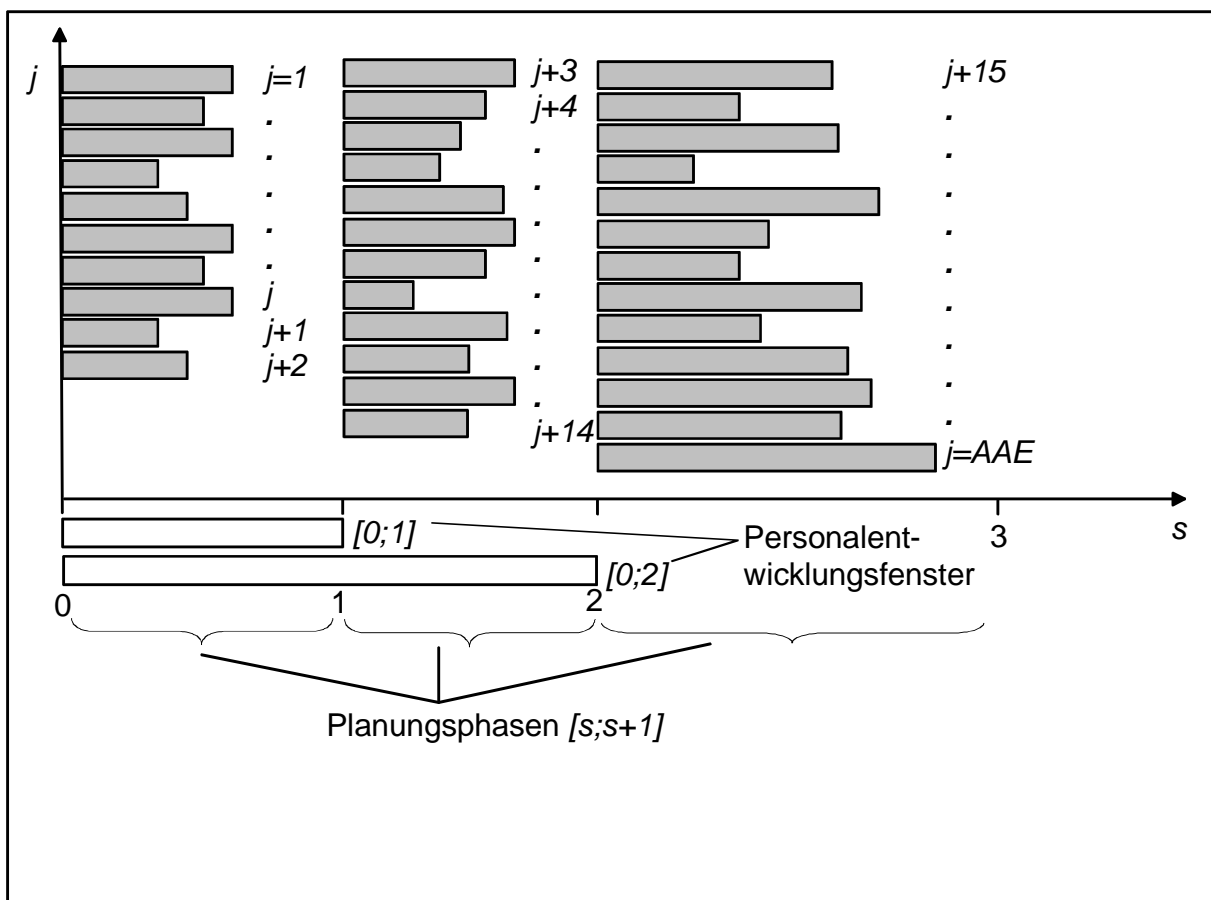 j
j=1
.
.
.
.
.
.
j
j+1
j+2
j+3
j+4
.
.
.
.
.
.
.
j+14
j+15
.
.
.
.
.
.
.
.
.
j=AAE
[0;1]
[0;2]
Personalent-
wicklungsfenster
3
s
0
1
2
Planungsphasen [s;s+1]